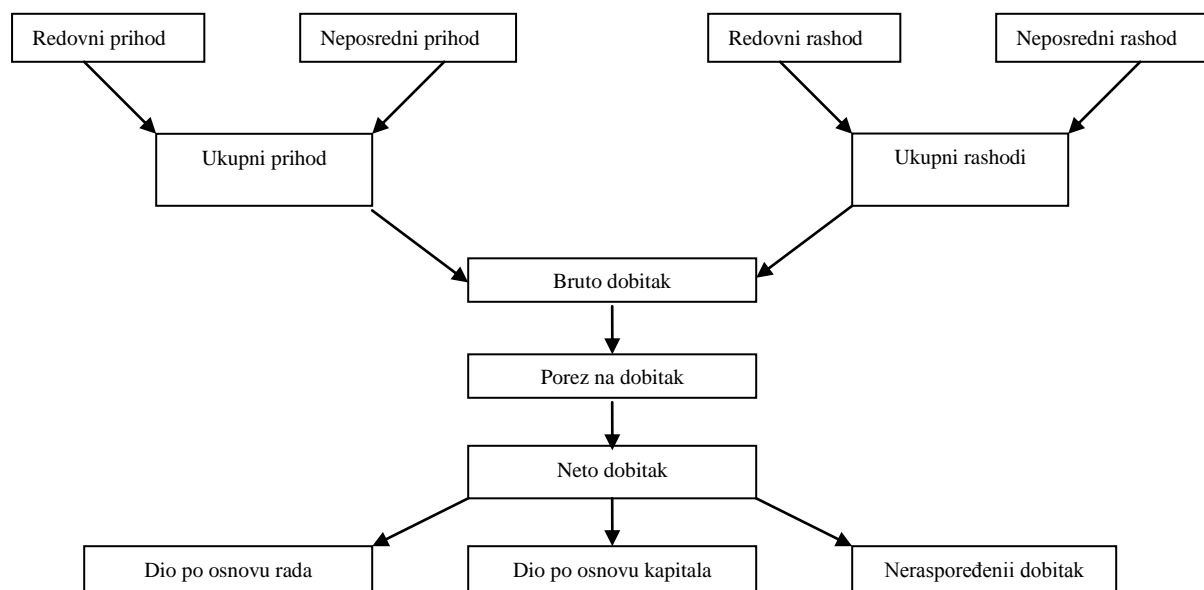 Redovni prihod
Neposredni prihod
Redovni rashod
Neposredni rashod
Ukupni prihod
Ukupni rashodi
Bruto dobitak
Porez na dobitak
Neto dobitak
Dio po osnovu rada
Dio po osnovu kapitala
Neraspoređenii dobitak